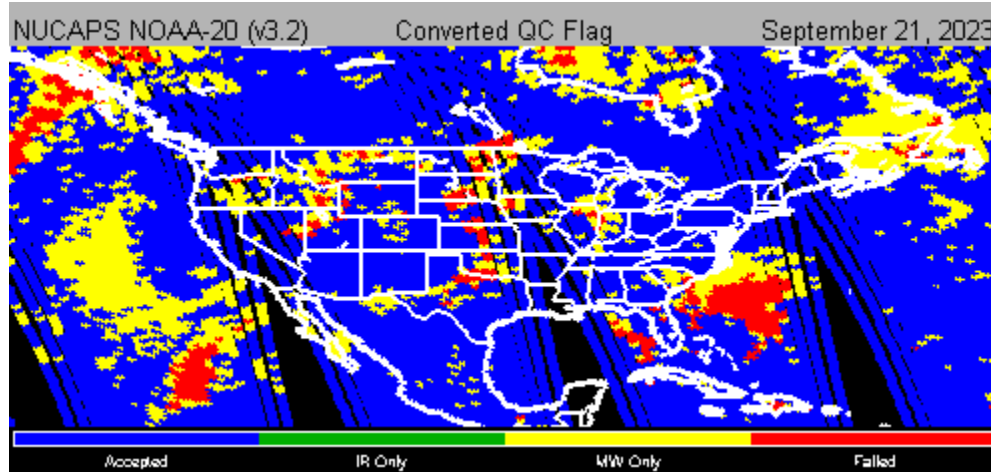 NUCAPS NOAA-20 (v3.2) Converted QC Flag September 21, 2023
Accepted IR Only MW Only Failed